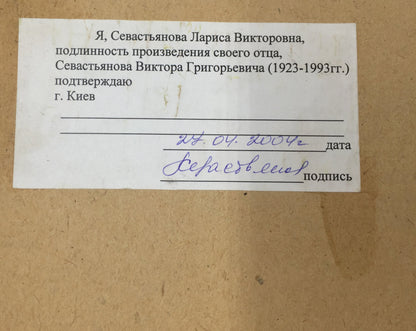 Я, Севастьянова Лариса Викторовна,
подлинность произведения своего отца,
Севастьянова Виктора Григорьевича (1923-1993гг.)
подтверждаю
г. Киев
27.04.2004г дата
подпись